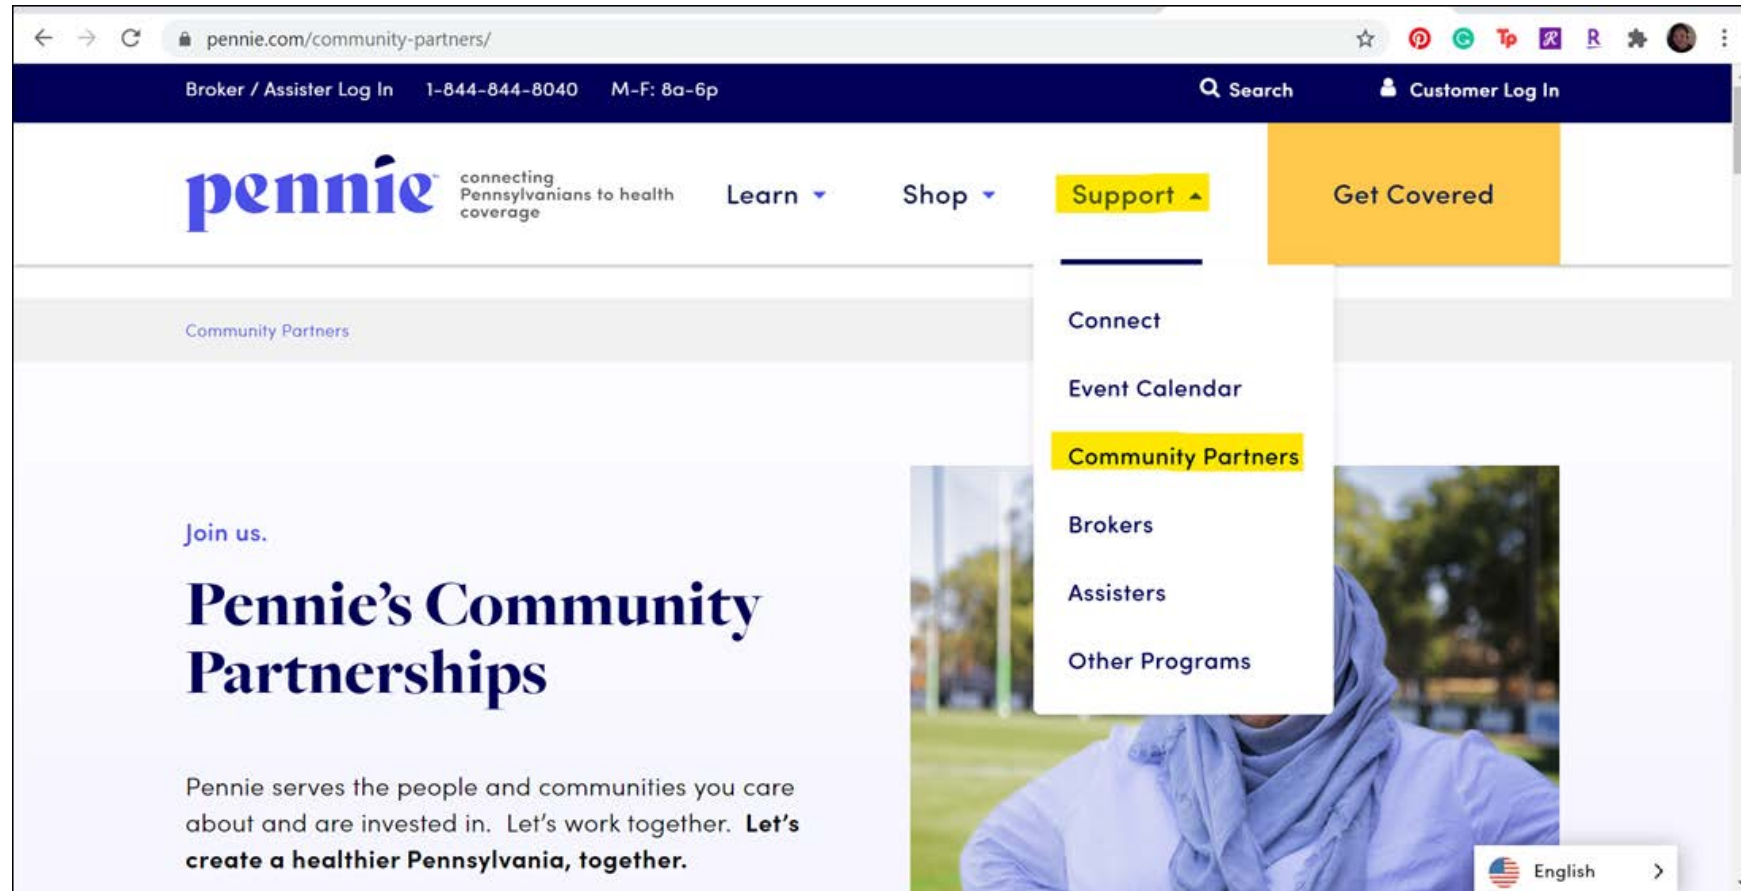 pennie.com/community-partners/
Broker / Assister Log In 1-844-844-8040 M-F: 8a-6p Search Customer Log In
pennie
connecting
Pennsylvanians to health
coverage
Learn Shop Support Get Covered
Connect
Event Calendar
Community Partners
Brokers
Assisters
Other Programs
Community Partners
Join us.
Pennie's Community
Partnerships
Pennie serves the people and communities you care
about and are invested in. Let's work together. Let's
create a healthier Pennsylvania, together.
English